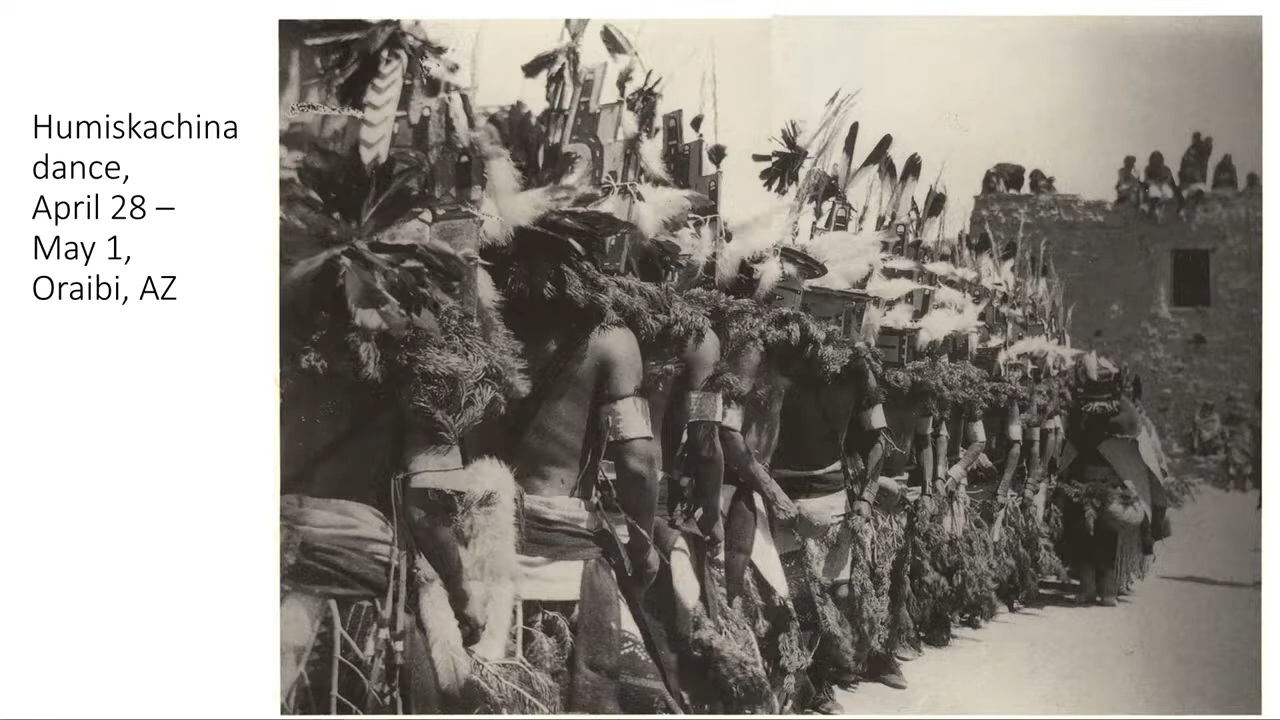 Humiskachina
dance,
April 28 –
May 1,
Oraibi, AZ